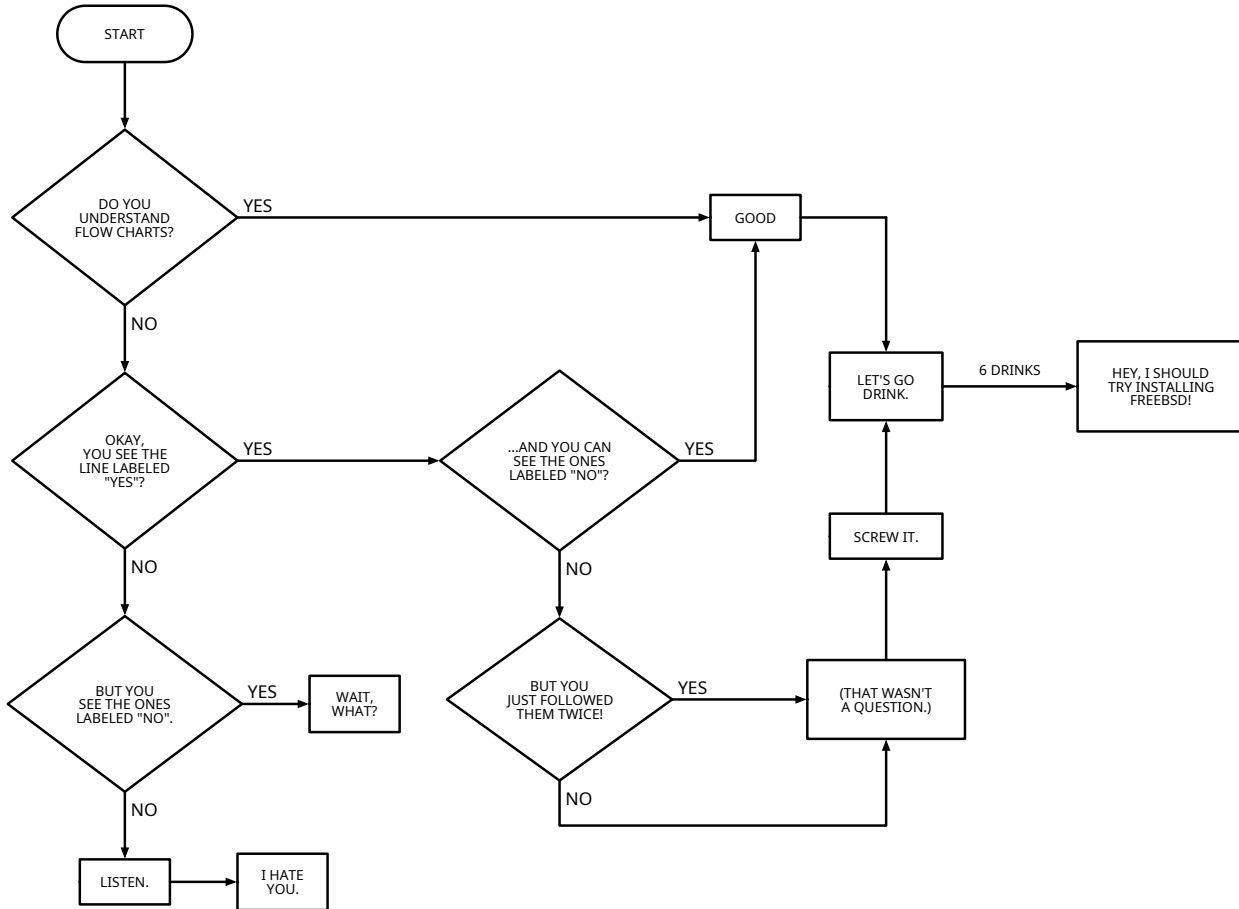 START
DO YOU
UNDERSTAND
FLOW CHARTS?
YES
GOOD
NO
LET'S GO
DRINK.
6 DRINKS
HEY, I SHOULD
TRY INSTALLING
FREEBSD!
OKAY,
YOU SEE THE
LINE LABELED
"YES"?
YES
...AND YOU CAN
SEE THE ONES
LABELED "NO"?
YES
SCREW IT.
NO
NO
BUT YOU
SEE THE ONES
LABELED "NO".
YES
WAIT,
WHAT?
BUT YOU
JUST FOLLOWED
THEM TWICE!
YES
(THAT WASN'T
A QUESTION.)
NO
NO
LISTEN.
I HATE
YOU.